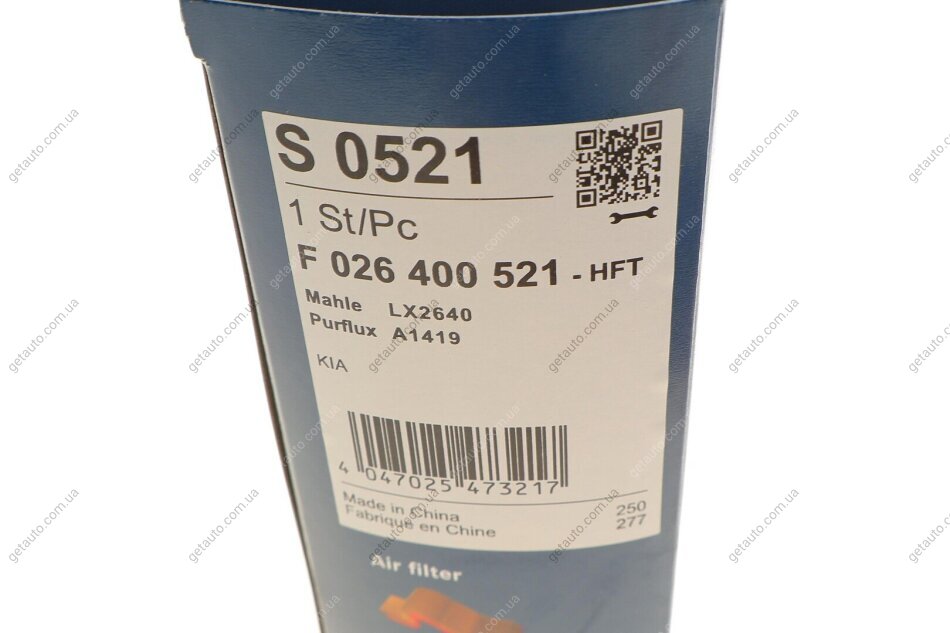 S 0521
1 St/Pc
F 026 400 521 - HFT
Mahle LX2640
Purflux A1419
KIA
4 047025 473217
Made in China 250
Fabriqué en Chine 277
Air filter
getauto.com.ua